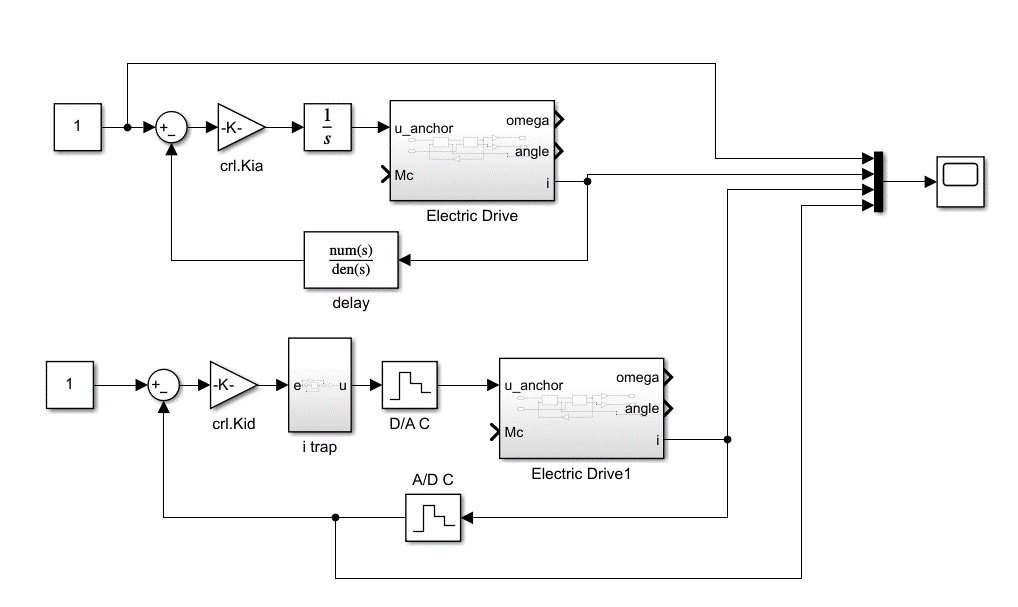 1
+
_
-K-
crl.Kia
1
s
u_anchor
Mc
omega
angle
i
Electric Drive
num(s)
den(s)
delay
1
+
_
-K-
crl.Kid
e
u
i trap
D/A C
u_anchor
Mc
omega
angle
i
Electric Drive1
A/D C